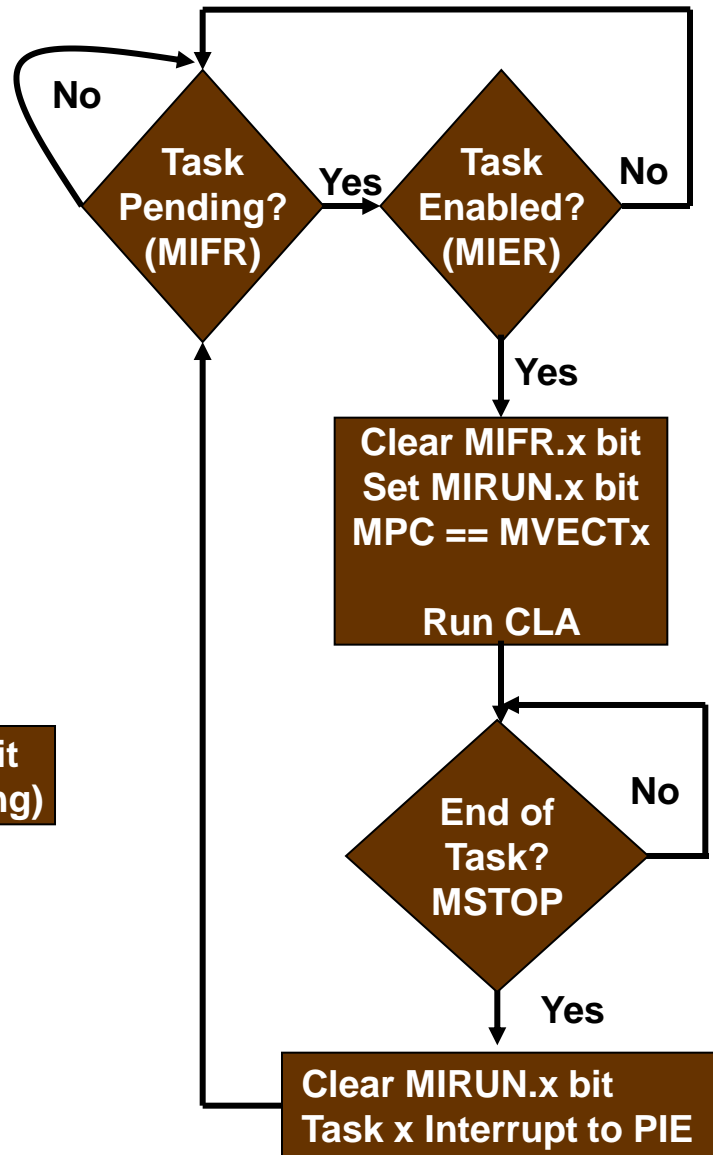 No
Task
Pending?
(MIFR)
Yes
Task
Enabled?
(MIER)
No
Yes
Clear MIFR.x bit
Set MIRUN.x bit
MPC == MVECTx
Run CLA
End of
Task?
MSTOP
No
Yes
Clear MIRUN.x bit
Task x Interrupt to PIE